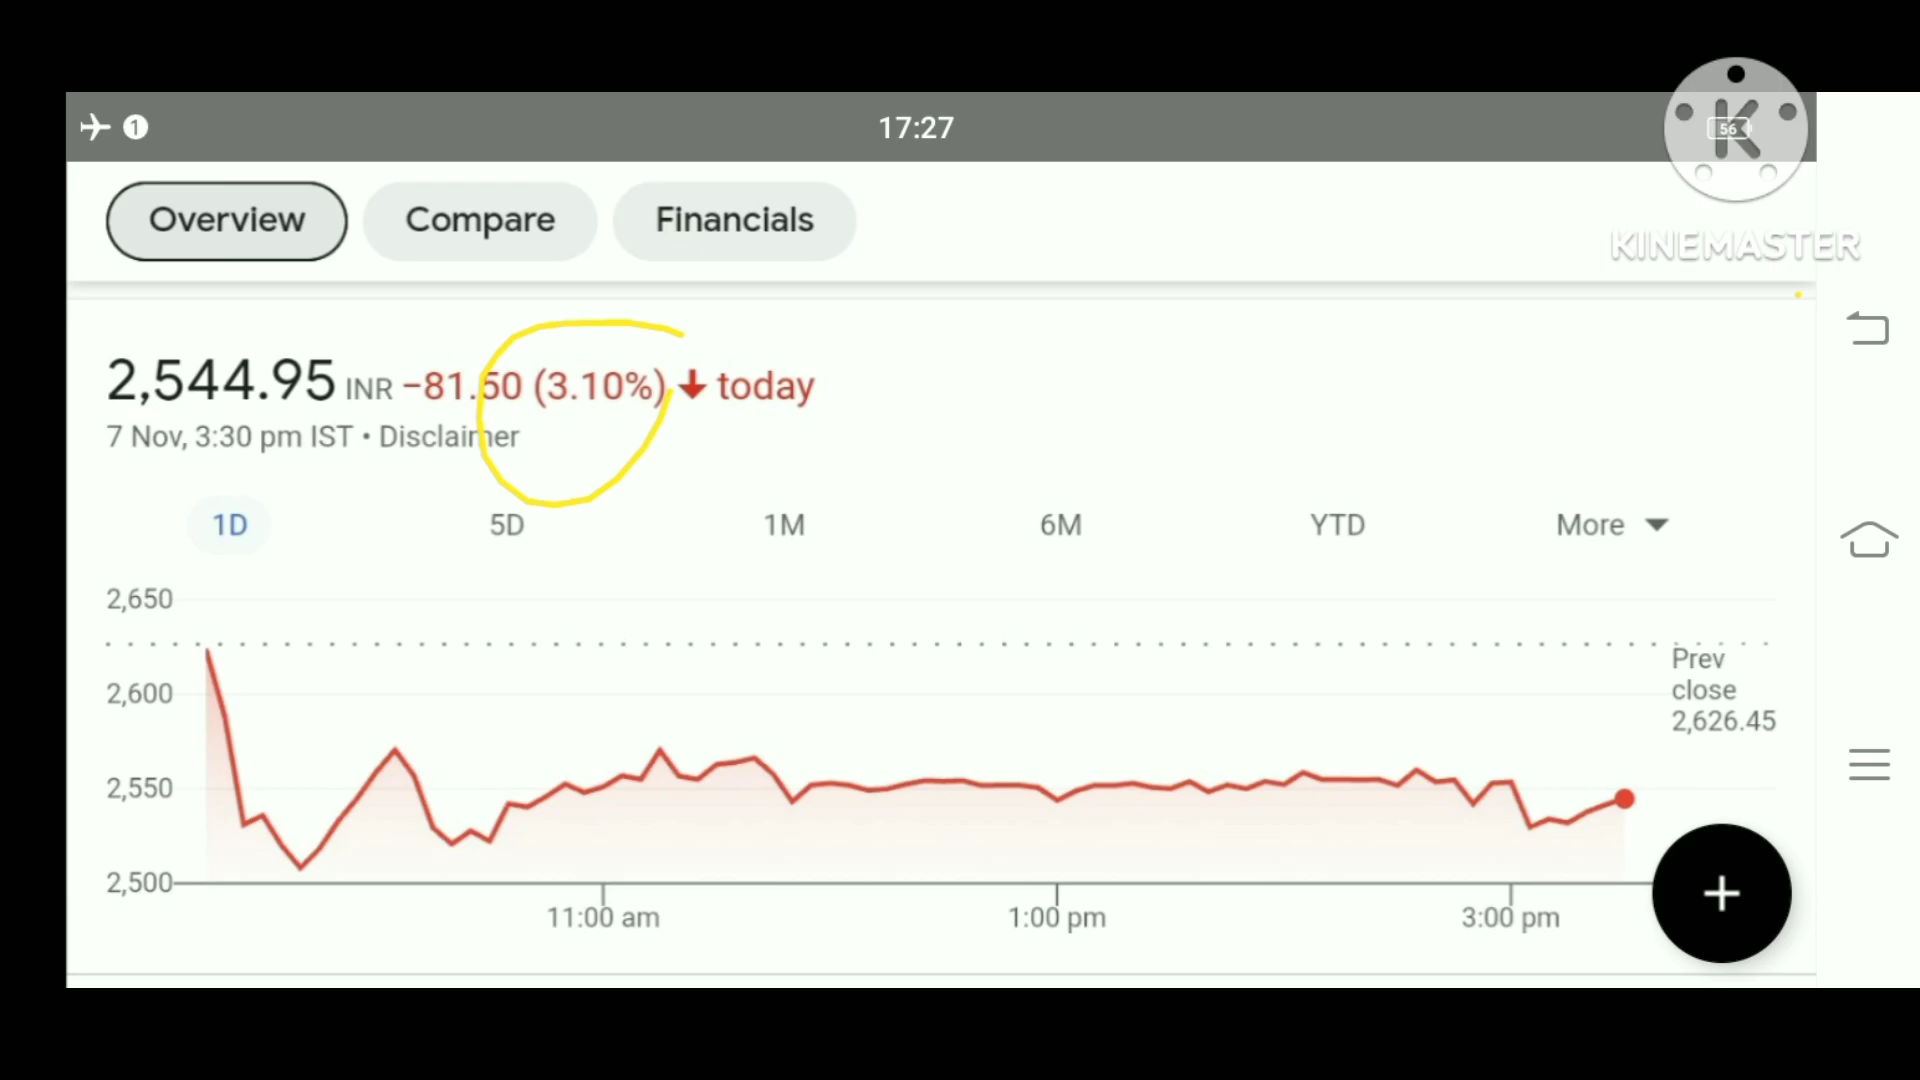 1 17:27 56
K
KINEMASTER
Overview Compare Financials
2,544.95 INR −81.50 (3.10%) ↓ today
7 Nov, 3:30 pm IST • Disclaimer
1D 5D 1M 6M YTD More
2,650
Prev
close
2,626.45
2,600
2,550
2,500
11:00 am 1:00 pm 3:00 pm
+